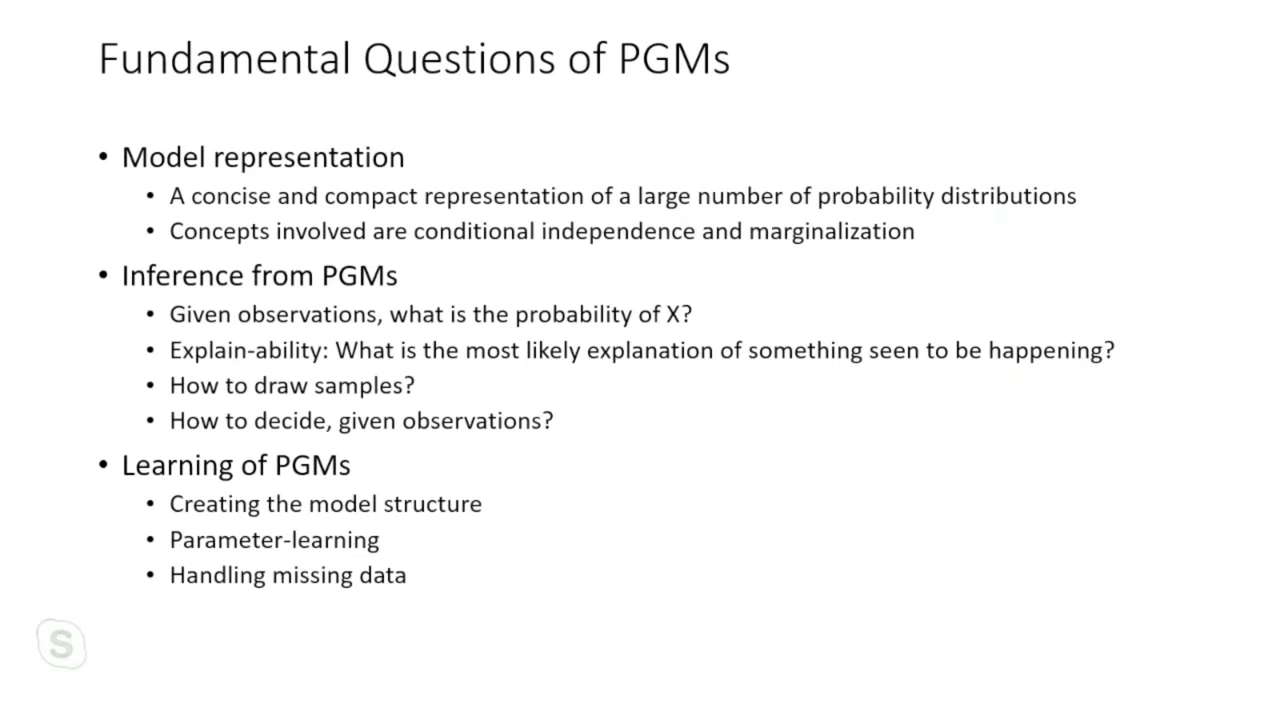 Fundamental Questions of PGMs
• Model representation
• A concise and compact representation of a large number of probability distributions
• Concepts involved are conditional independence and marginalization
• Inference from PGMs
• Given observations, what is the probability of X?
• Explain-ability: What is the most likely explanation of something seen to be happening?
• How to draw samples?
• How to decide, given observations?
• Learning of PGMs
• Creating the model structure
• Parameter-learning
• Handling missing data
S